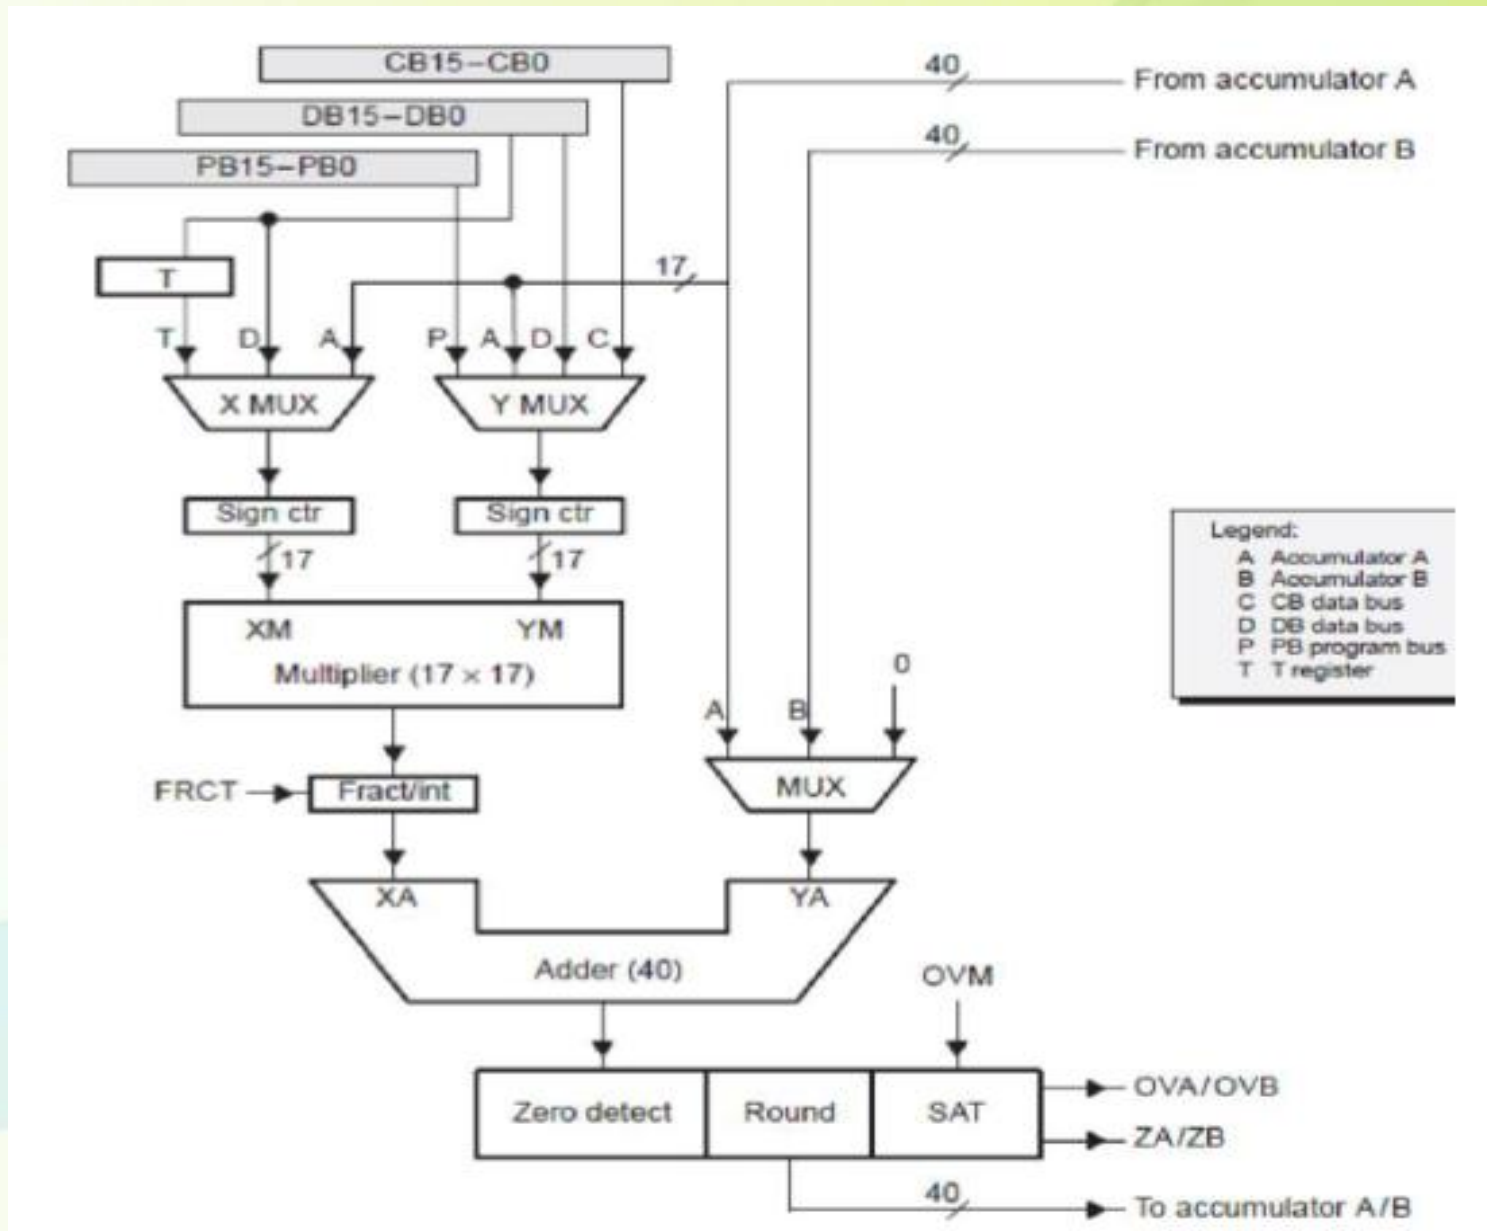 CB15–CB0
40
From accumulator A
DB15–DB0
40
From accumulator B
PB15–PB0
17
T
T D A P A D C
X MUX Y MUX
Sign ctr Sign ctr
17 17
XM YM
Multiplier (17 × 17)
Legend:
A Accumulator A
B Accumulator B
C CB data bus
D DB data bus
P PB program bus
T T register
0
A B
MUX
FRCT Fract/int
XA YA
Adder (40)
OVM
Zero detect Round SAT
OVA/OVB
ZA/ZB
40
To accumulator A/B